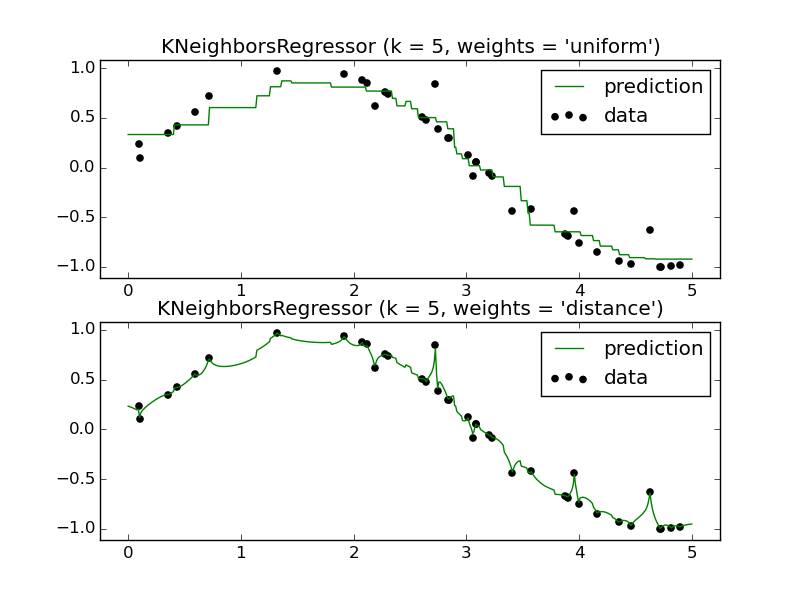 KNeighborsRegressor (k = 5, weights = 'uniform')
1.0
0.5
0.0
−0.5
−1.0
prediction
data
0 1 2 3 4 5
KNeighborsRegressor (k = 5, weights = 'distance')
1.0
0.5
0.0
−0.5
−1.0
prediction
data
0 1 2 3 4 5